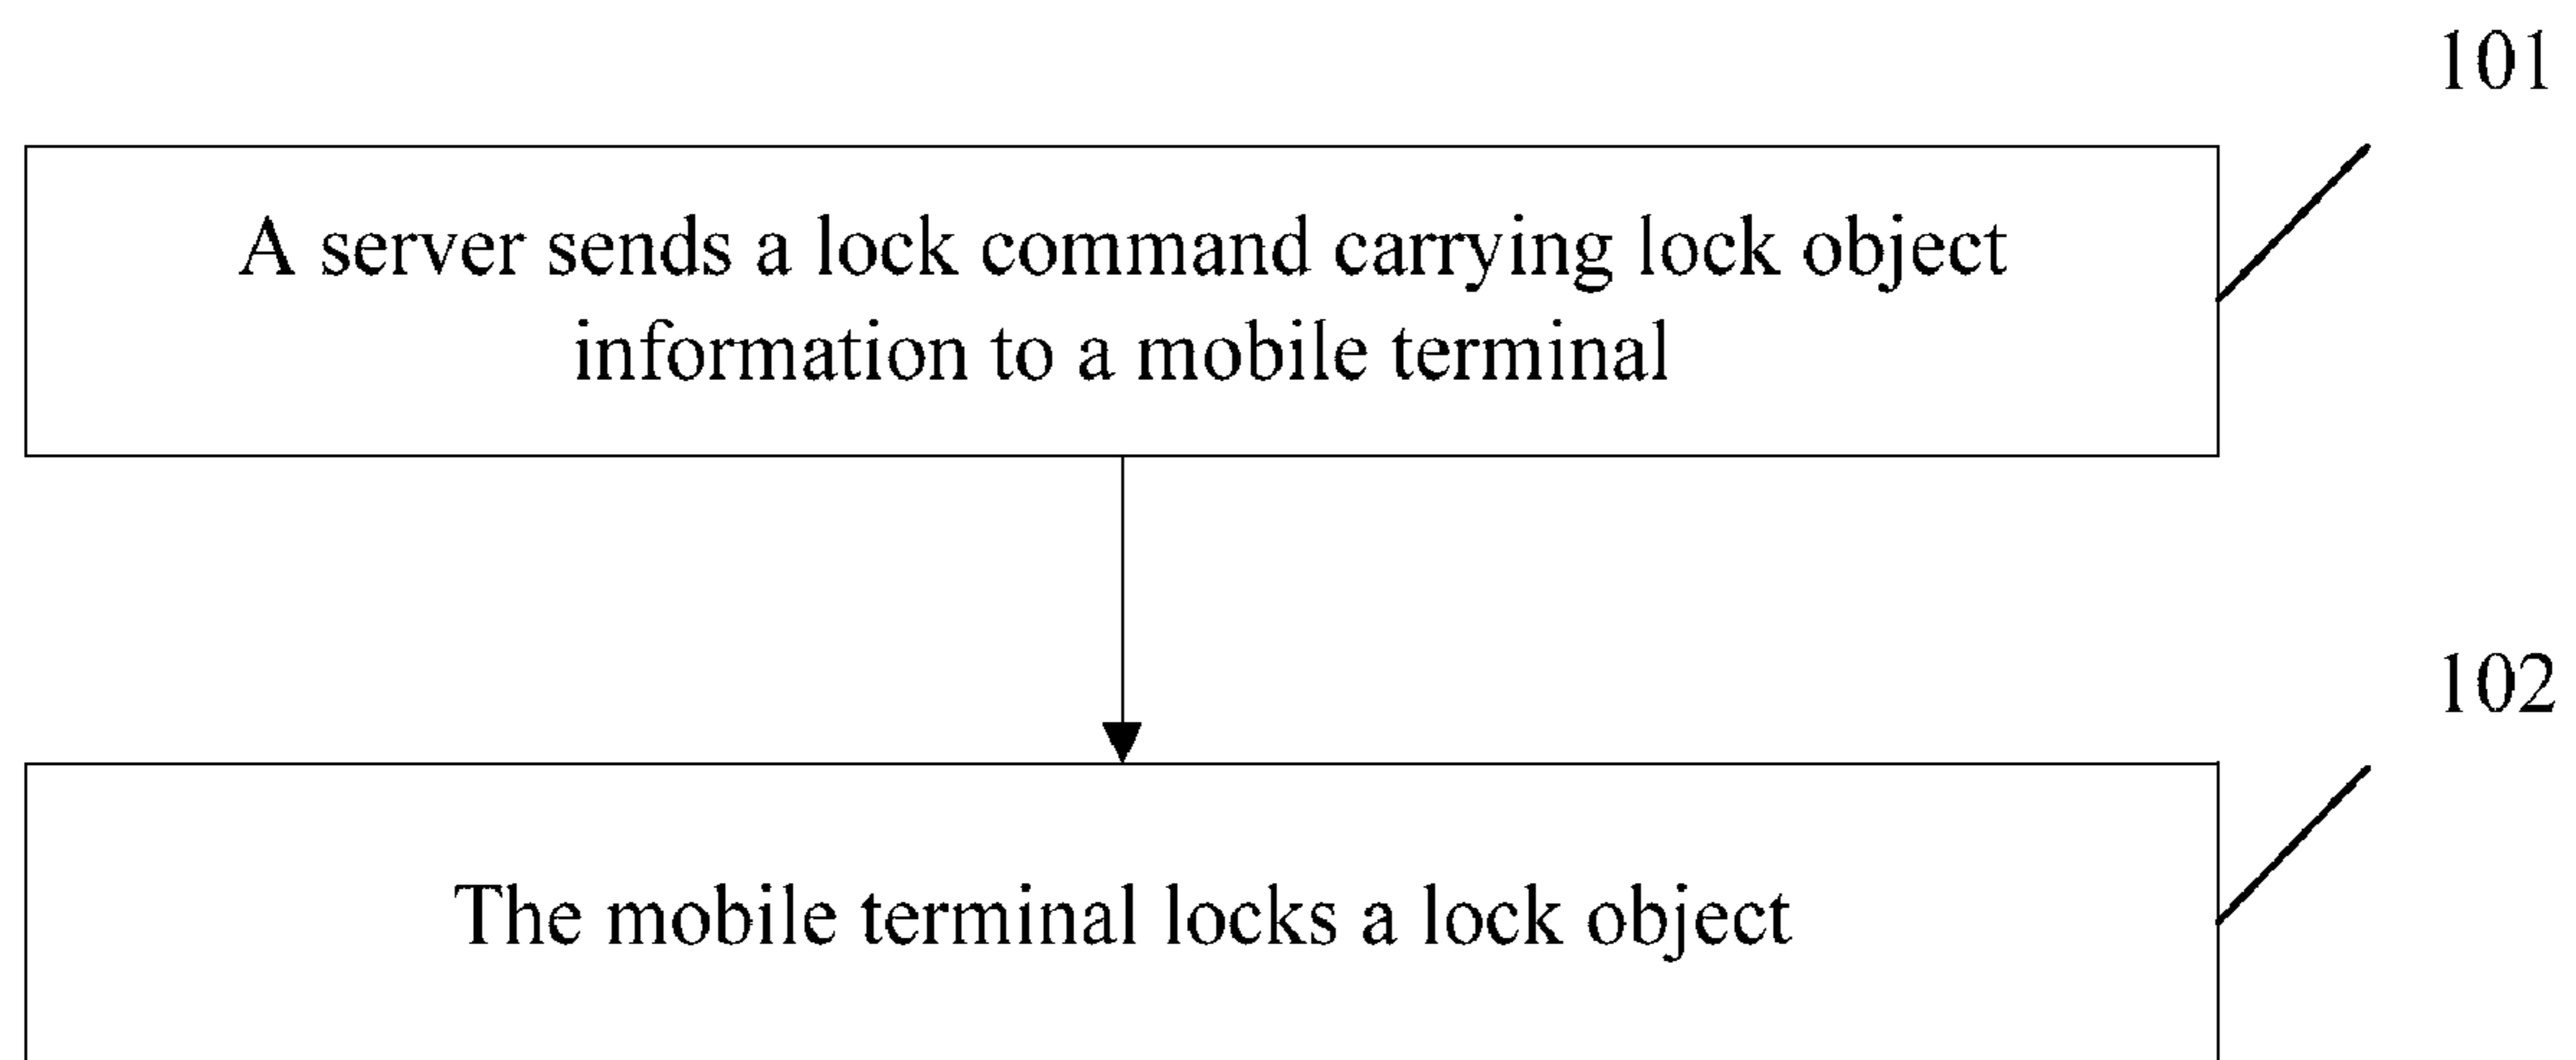 101
A server sends a lock command carrying lock object
information to a mobile terminal
102
The mobile terminal locks a lock object